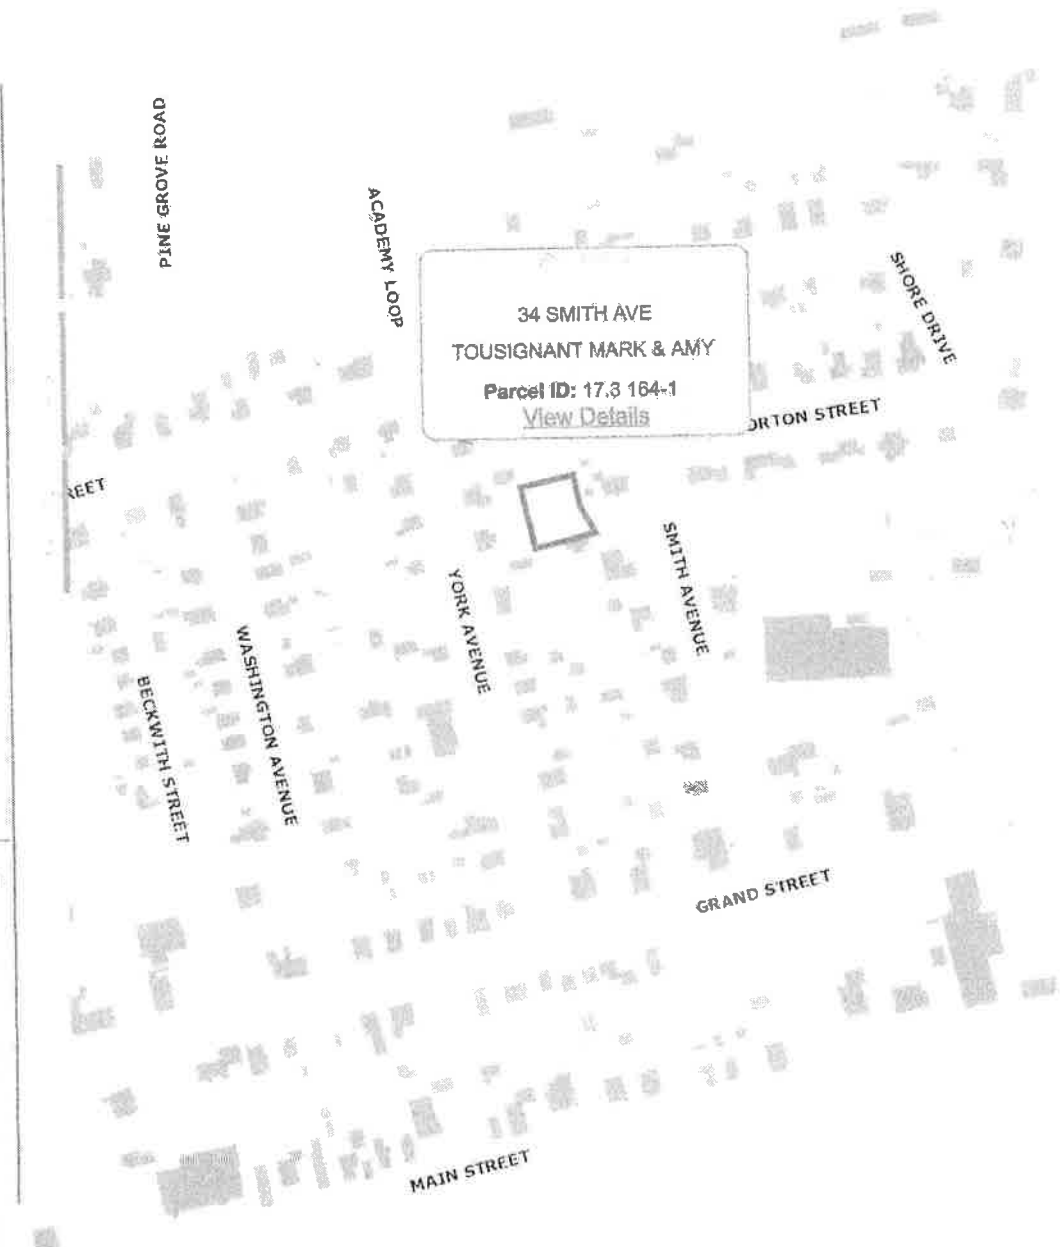 PINE GROVE ROAD
ACADEMY LOOP
SHORE DRIVE
34 SMITH AVE
TOUSIGNANT MARK & AMY
Parcel ID: 17.3 164-1
View Details
ORTON STREET
REET
SMITH AVENUE
YORK AVENUE
WASHINGTON AVENUE
BECKWITH STREET
GRAND STREET
MAIN STREET